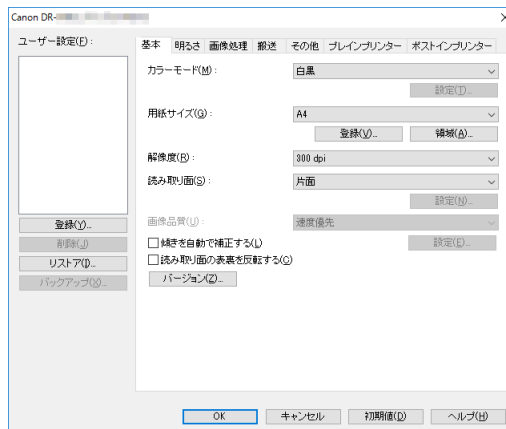 Canon DR-
ユーザー設定(F):
基本 明るさ 画像処理 搬送 その他 プレインプリンター ポストインプリンター
カラーモード(M): 白黒
設定(T)...
用紙サイズ(G): A4
登録(V)... 領域(A)...
解像度(R): 300 dpi
読み取り面(S): 片面
設定(N)...
画像品質(U): 速度優先
傾きを自動で補正する(L) 設定(E)...
読み取り面の表裏を反転する(C)
バージョン(Z)...
登録(Y)...
削除(J)
リストア(I)...
バックアップ(X)...
OK キャンセル 初期値(D) ヘルプ(H)